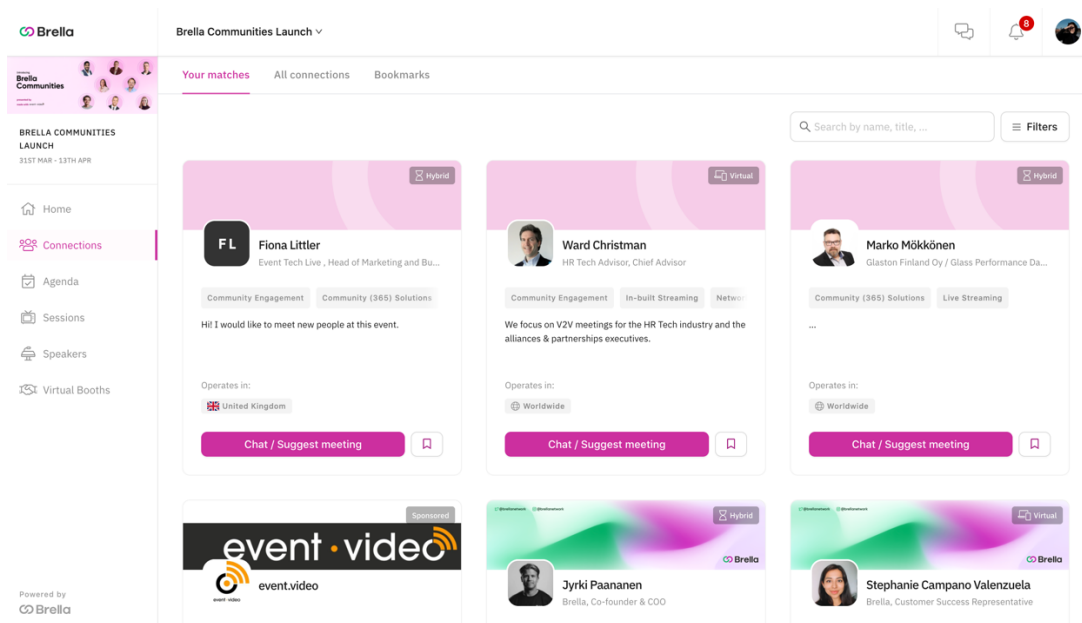 Brella
Brella Communities Launch
8
Brella
Communities
BRELLA COMMUNITIES
LAUNCH
31ST MAR - 13TH APR
Home
Connections
Agenda
Sessions
Speakers
Virtual Booths
Powered by
Brella
Your matches
All connections
Bookmarks
Search by name, title, ...
Filters
Hybrid
FL
Fiona Littler
Event Tech Live , Head of Marketing and Bu...
Community Engagement
Community (365) Solutions
Hi! I would like to meet new people at this event.
Operates in:
United Kingdom
Chat / Suggest meeting
Virtual
Ward Christman
HR Tech Advisor, Chief Advisor
Community Engagement
In-built Streaming
We focus on V2V meetings for the HR Tech industry and the
alliances & partnerships executives.
Operates in:
Worldwide
Chat / Suggest meeting
Hybrid
Marko Mökkönen
Glaston Finland Oy / Glass Performance Da...
Community (365) Solutions
Live Streaming
...
Operates in:
Worldwide
Chat / Suggest meeting
Sponsored
event·video
event·video
event.video
Hybrid
Brella
Jyrki Paananen
Brella, Co-founder & COO
Virtual
Brella
Stephanie Campano Valenzuela
Brella, Customer Success Representative